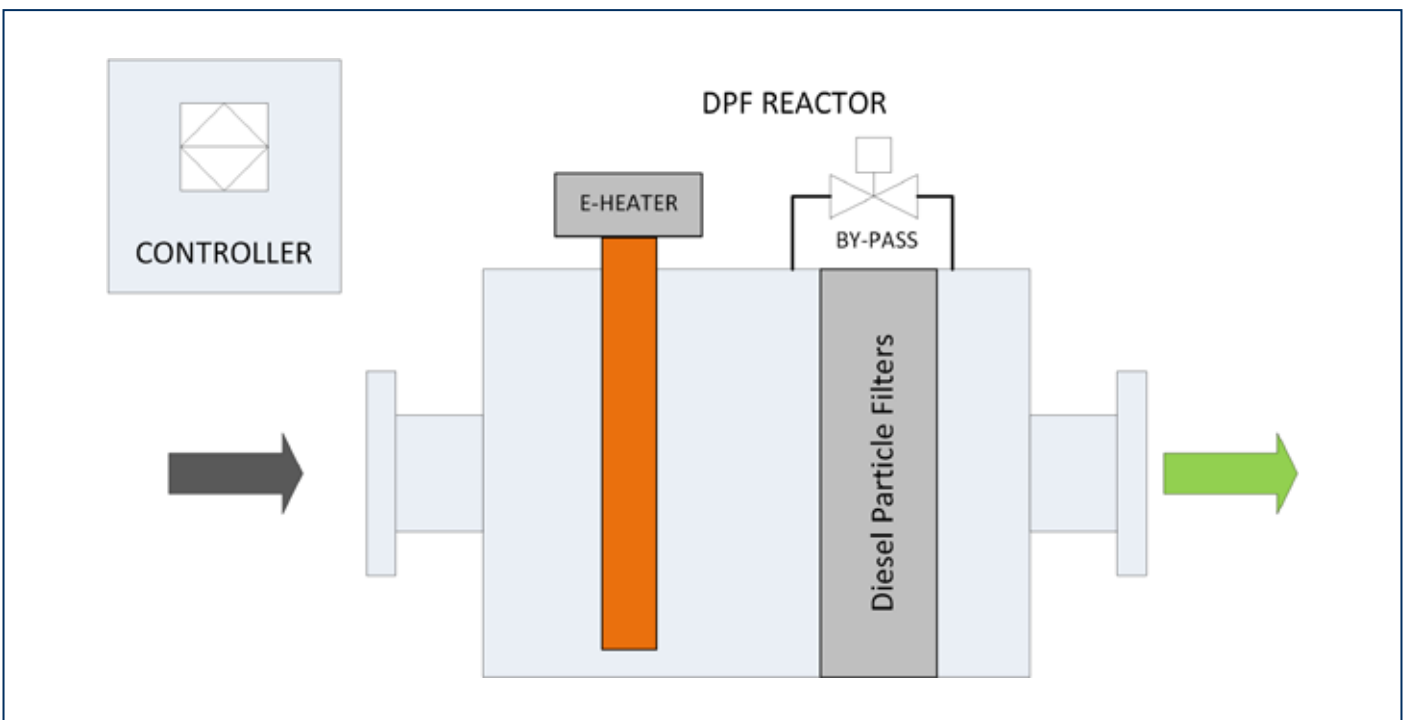 DPF REACTOR
E-HEATER
BY-PASS
CONTROLLER
Diesel Particle Filters